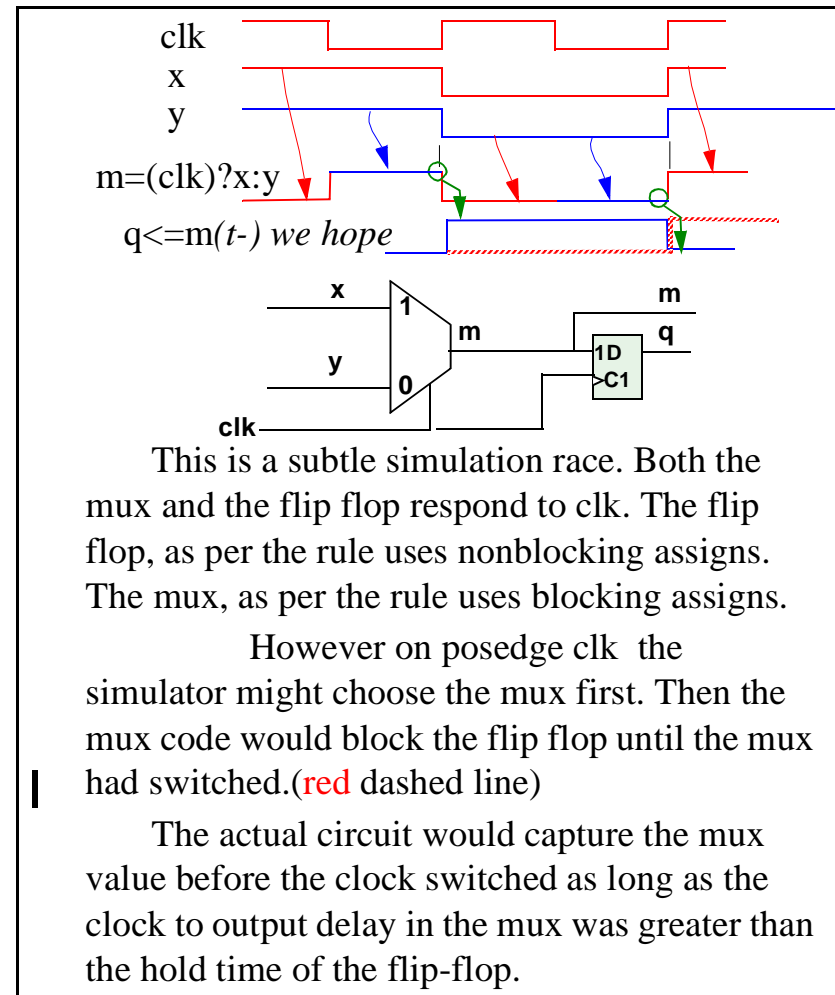 clk
x
y
m=(clk)?x:y
q<=m(t-) we hope
x
1
m
m
q
y
0
1D
C1
clk
This is a subtle simulation race. Both the
mux and the flip flop respond to clk. The flip
flop, as per the rule uses nonblocking assigns.
The mux, as per the rule uses blocking assigns.
However on posedge clk the
simulator might choose the mux first. Then the
mux code would block the flip flop until the mux
had switched.(red dashed line)
The actual circuit would capture the mux
value before the clock switched as long as the
clock to output delay in the mux was greater than
the hold time of the flip-flop.